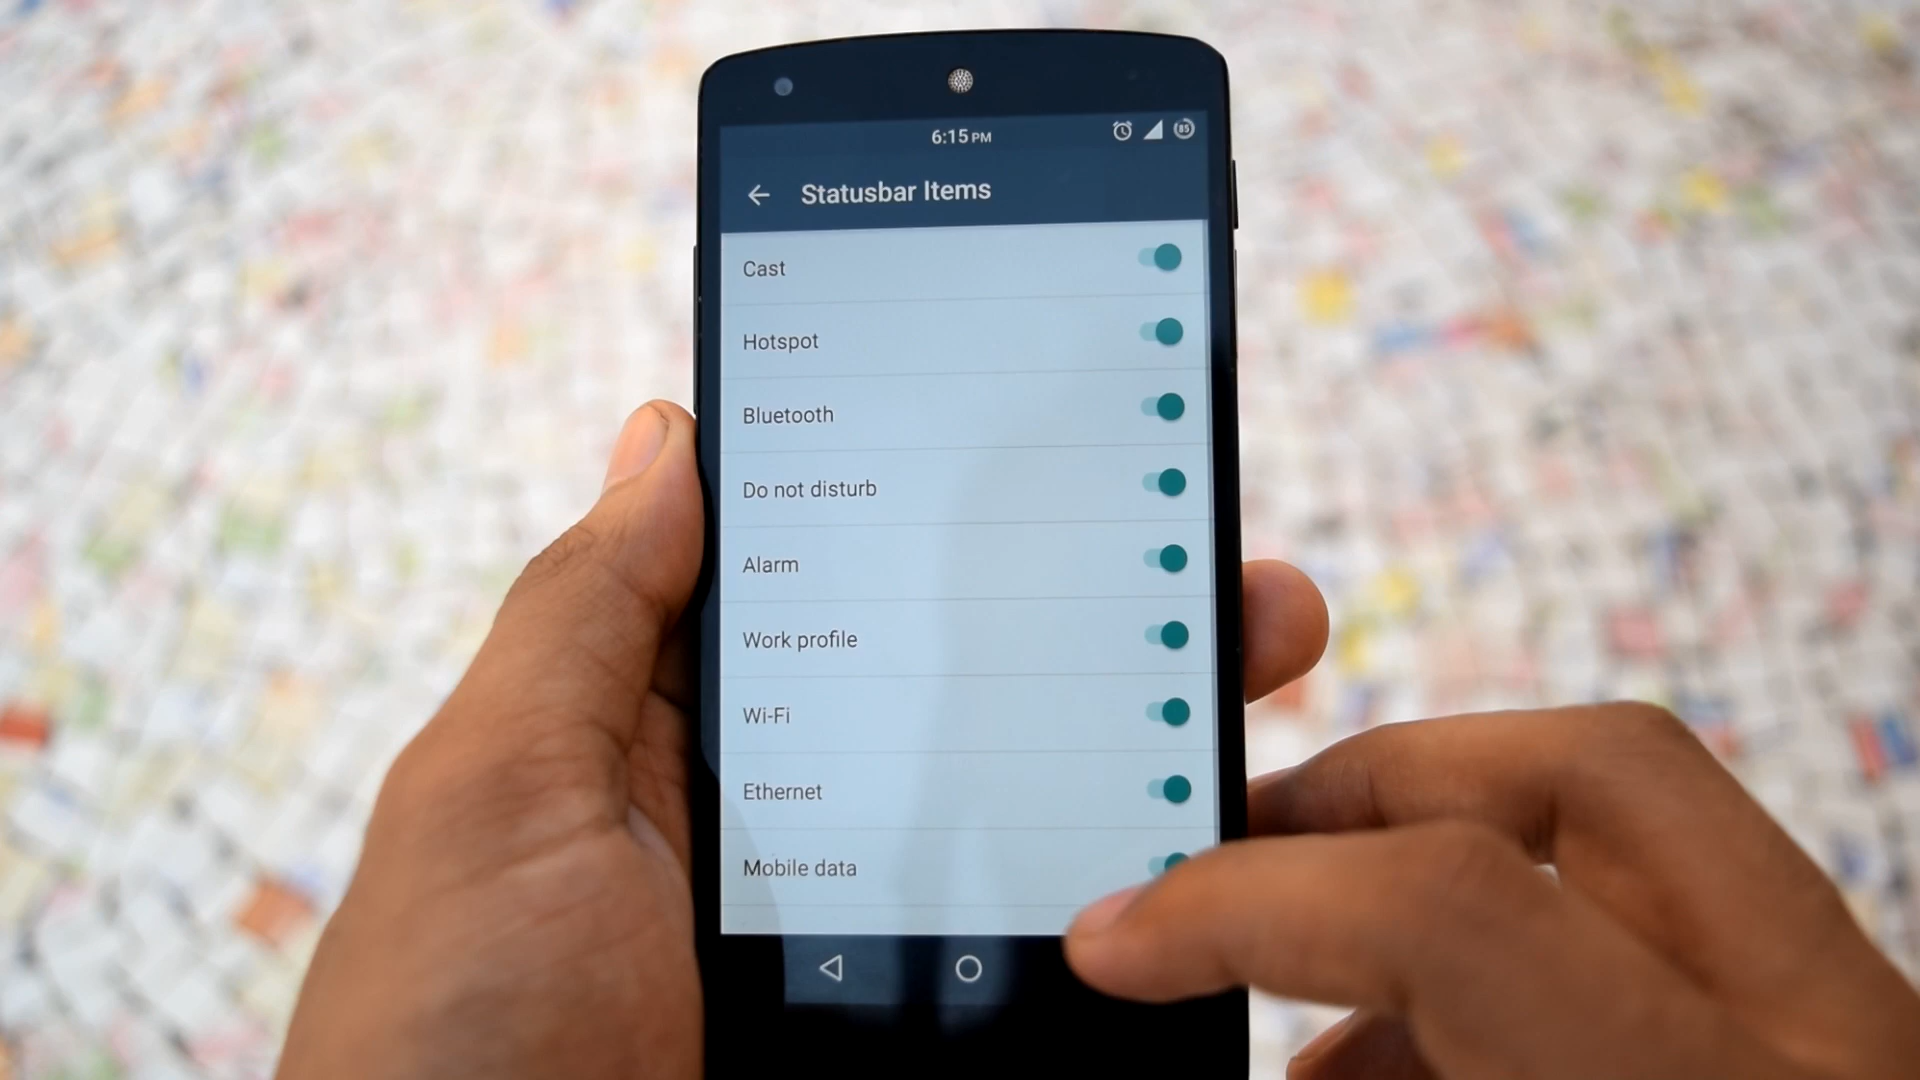 6:15 PM
85
Statusbar Items
Cast
Hotspot
Bluetooth
Do not disturb
Alarm
Work profile
Wi-Fi
Ethernet
Mobile data